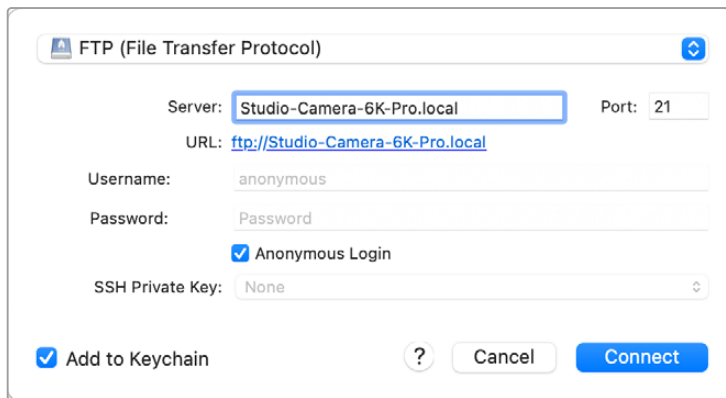 FTP (File Transfer Protocol)
Server: Studio-Camera-6K-Pro.local Port: 21
URL: ftp://Studio-Camera-6K-Pro.local
Username: anonymous
Password: Password
Anonymous Login
SSH Private Key: None
Add to Keychain ? Cancel Connect